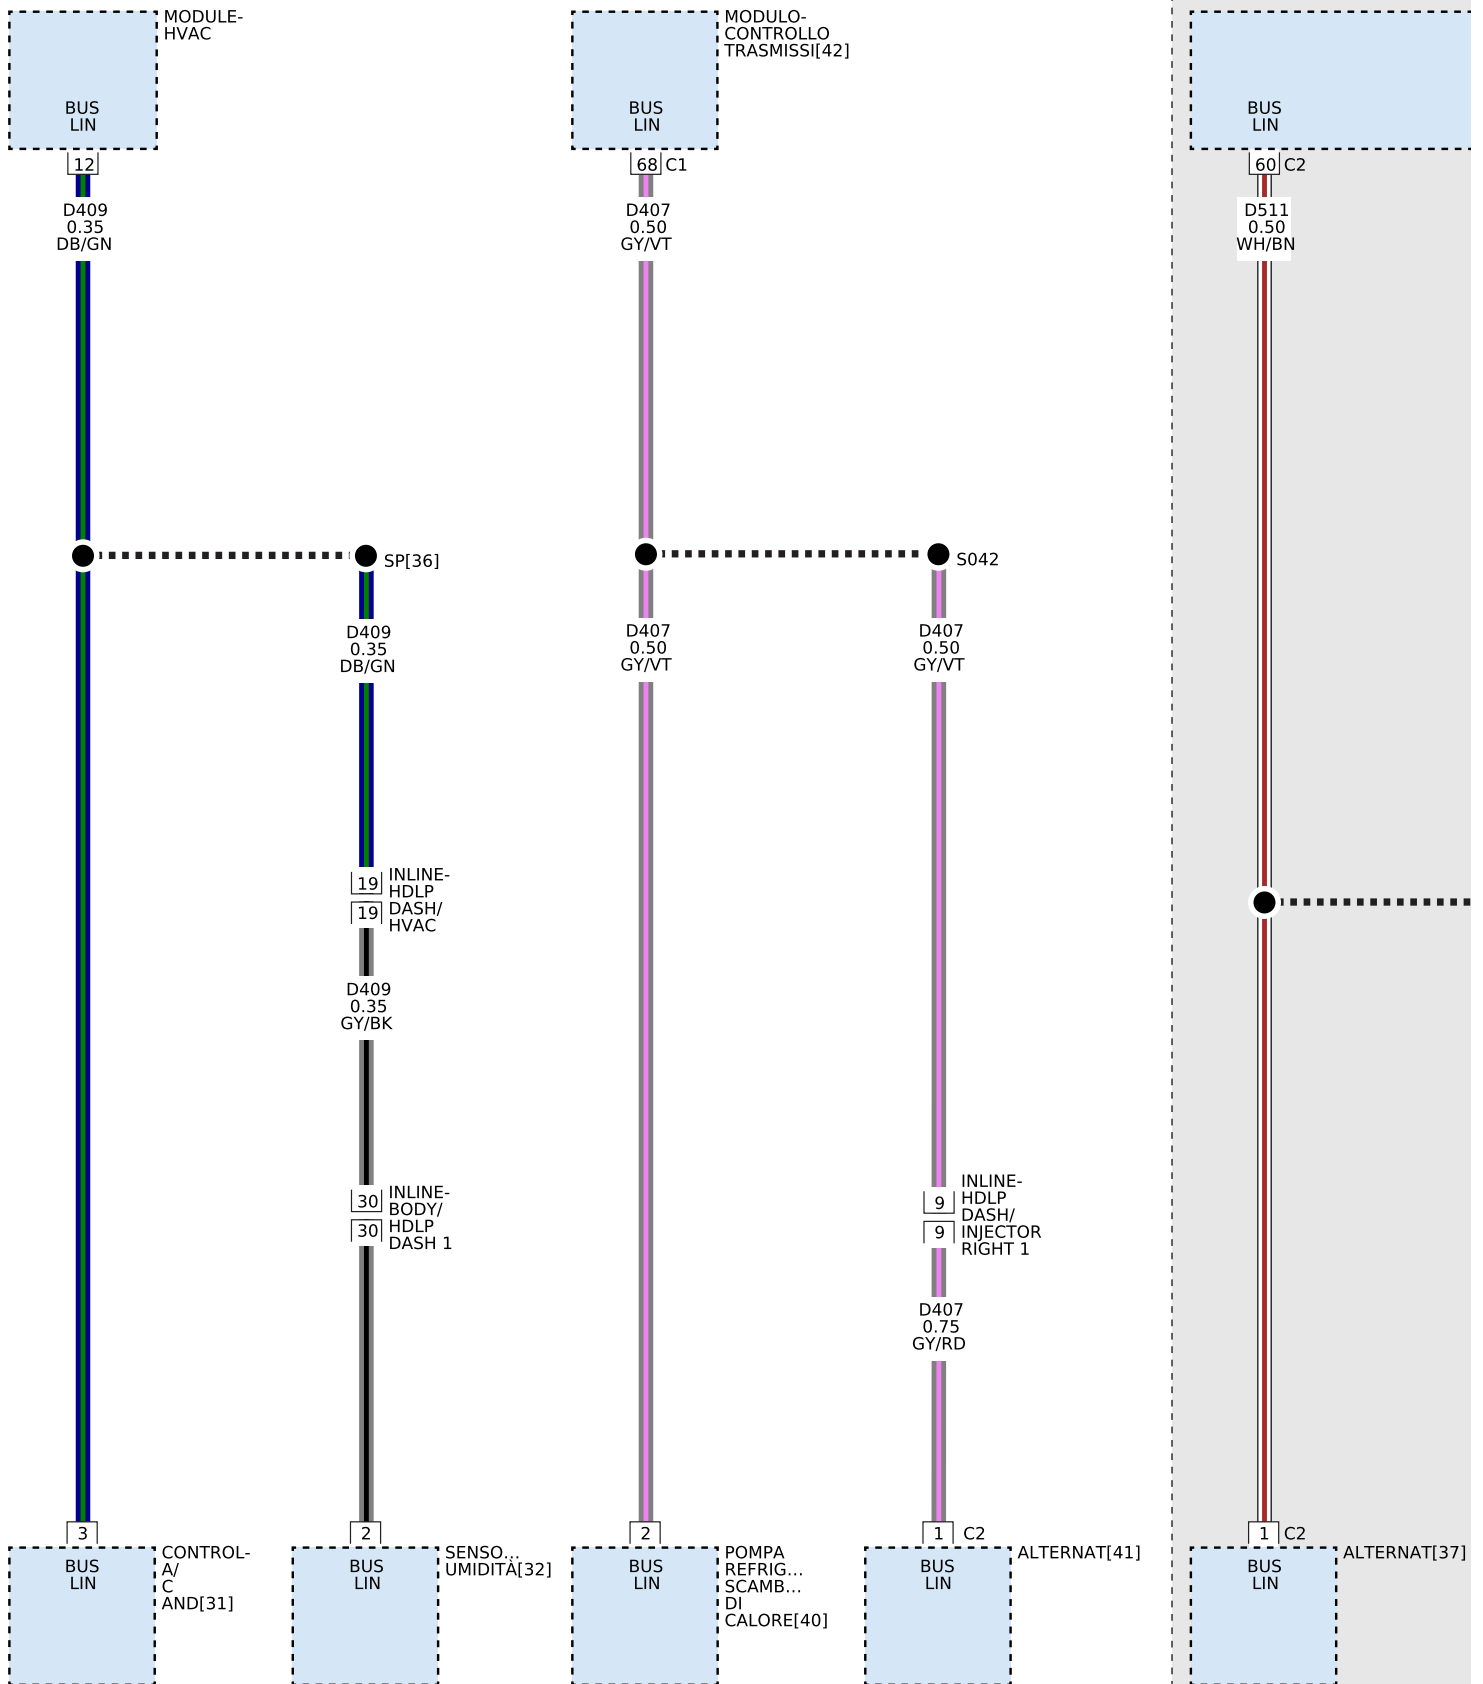 MODULE-
HVAC
BUS
LIN
12
D409
0.35
DB/GN
MODULO-
CONTROLLO
TRASMISSI[42]
BUS
LIN
68 C1
D407
0.50
GY/VT
BUS
LIN
60 C2
D511
0.50
WH/BN
SP[36]
D409
0.35
DB/GN
S042
D407
0.50
GY/VT
D407
0.50
GY/VT
19
19
INLINE-
HDLP
DASH/
HVAC
D409
0.35
GY/BK
30
30
INLINE-
BODY/
HDLP
DASH 1
9
9
INLINE-
HDLP
DASH/
INJECTOR
RIGHT 1
D407
0.75
GY/RD
3
BUS
LIN
CONTROL-
A/
C
AND[31]
2
BUS
LIN
SENSO...
UMIDITÀ[32]
2
BUS
LIN
POMPA
REFRIG...
SCAMB...
DI
CALORE[40]
1 C2
BUS
LIN
ALTERNAT[41]
1 C2
BUS
LIN
ALTERNAT[37]